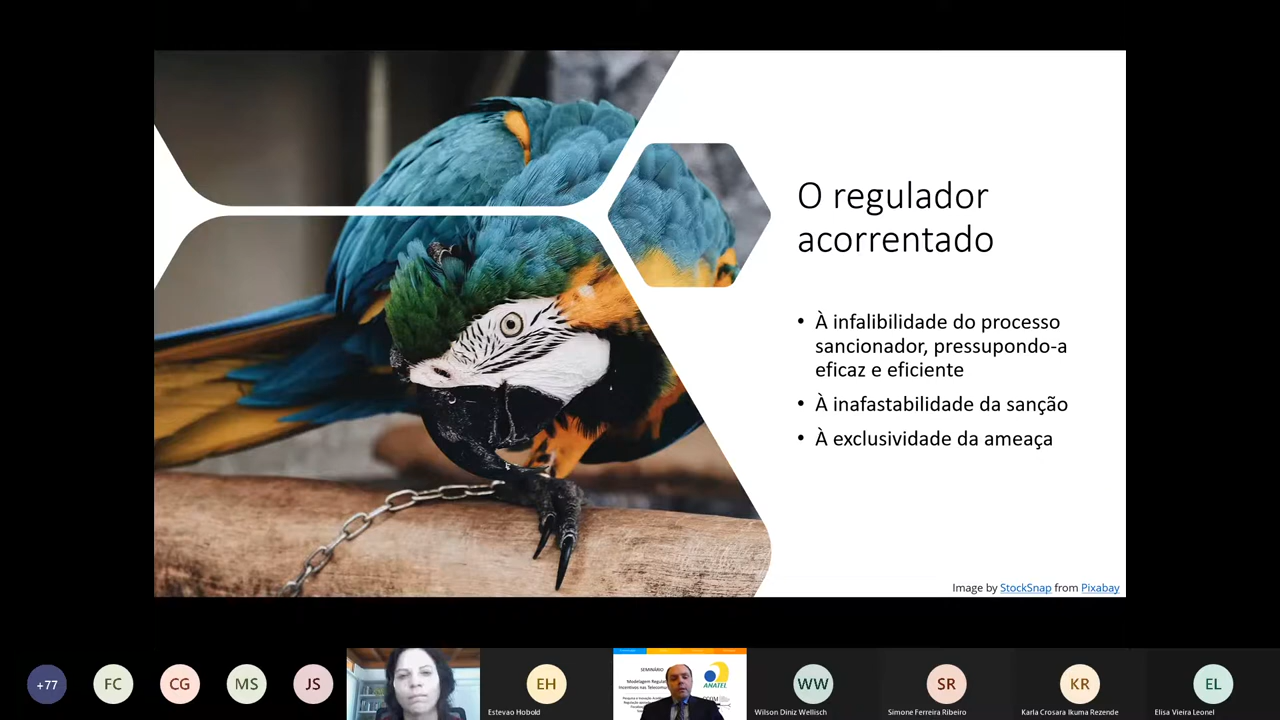 O regulador
acorrentado
• À infalibilidade do processo
sancionador, pressupondo-a
eficaz e eficiente
• À inafastabilidade da sanção
• À exclusividade da ameaça
Image by StockSnap from Pixabay
+77
FC
CG
MS
JS
EH
Estevao Hobold
SEMINÁRIO
ANATEL
WW
Wilson Diniz Wellisch
SR
Simone Ferreira Ribeiro
KR
Karla Crosara Ikuma Rezende
EL
Elisa Vieira Leonel